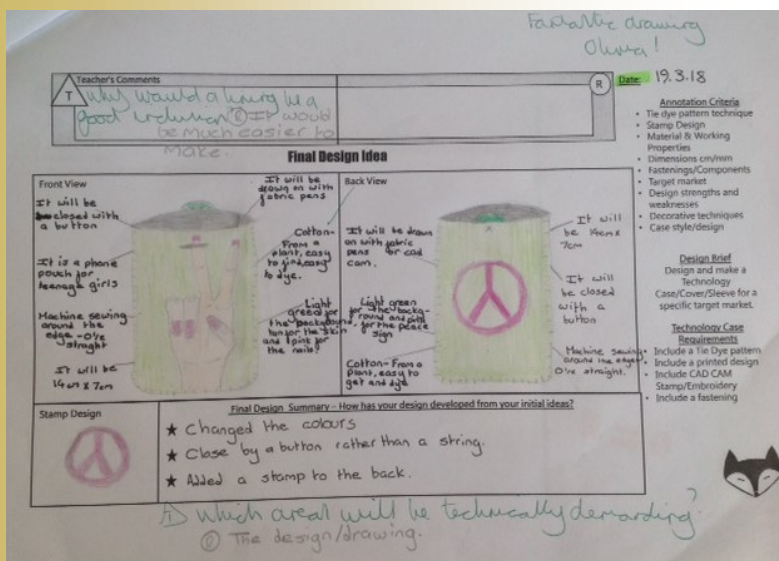 Fantastic drawing
Olivia!
Teacher's Comments
T
R
Why would a lining be a
good inclusion? Ⓡ It would
be much easier to
make.
Date: 19.3.18
Final Design Idea
Front View
It will be
closed with
a button
It is a phone
pouch for
teenage girls
Machine sewing
around the
edge - 0're
straght
It will be
14cm x 7cm
It will be
drawn on with
fabric pens
Cotton-
From a
plant, easy
to find, easy
to dye.
Light
green for
the background,
tan for the skin
and pink for
the nails.
Back View
It will be drawn
on with fabric
pens or cad
cam.
Light green
for the backg-
round and pink
for the peace
sign
Cotton-From a
plant, easy to
get and dye
It will
be 14cm x
7cm
It will
be closed
with a
button
Machine sewing
around the edge
0're straight.
Stamp Design
Final Design Summary – How has your design developed from your initial ideas?
★ Changed the colours
★ Close by a button rather than a string.
★ Added a stamp to the back.
Annotation Criteria
• Tie dye pattern technique
• Stamp Design
• Material & Working
Properties
• Dimensions cm/mm
• Fastenings/Components
• Target market
• Design strengths and
weaknesses
• Decorative techniques
• Case style/design
Design Brief
Design and make a
Technology
Case/Cover/Sleeve for a
specific target market.
Technology Case
Requirements
• Include a Tie Dye pattern
• Include a printed design
• Include CAD CAM
Stamp/Embroidery
• Include a fastening
Ⓣ Which areas will be technically demanding?
Ⓡ The design/drawing.